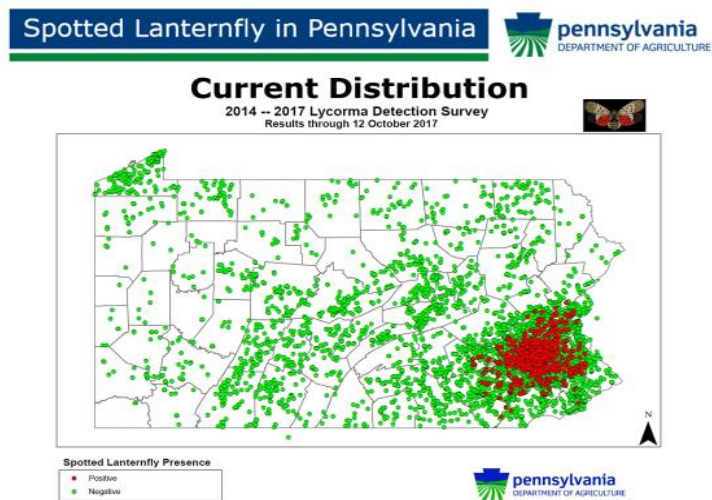 Spotted Lanternfly in Pennsylvania
pennsylvania
DEPARTMENT OF AGRICULTURE
Current Distribution
2014 -- 2017 Lycorma Detection Survey
Results through 12 October 2017
N
Spotted Lanternfly Presence
Positive
Negative
pennsylvania
DEPARTMENT OF AGRICULTURE